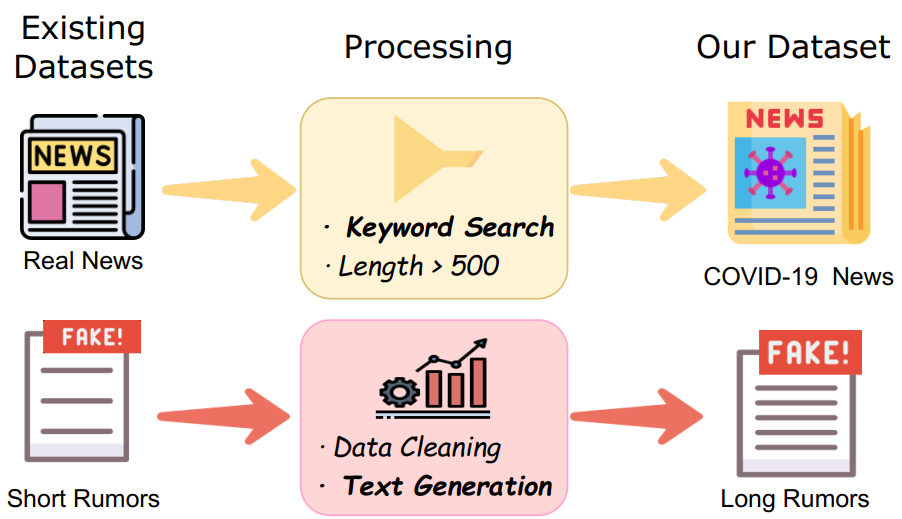 Existing
Datasets
Processing
Our Dataset
NEWS
Real News
· Keyword Search
· Length > 500
NEWS
COVID-19 News
FAKE!
Short Rumors
· Data Cleaning
· Text Generation
FAKE!
Long Rumors